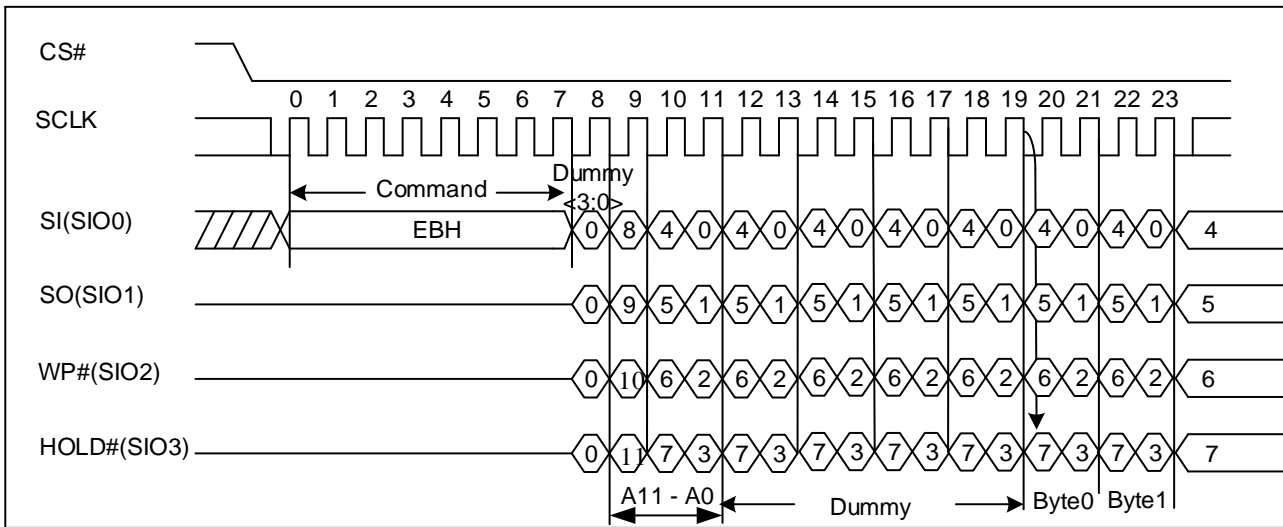 CS#
0 1 2 3 4 5 6 7 8 9 10 11 12 13 14 15 16 17 18 19 20 21 22 23
SCLK
Command
Dummy
<3:0>
SI(SIO0) EBH 0 8 4 0 4 0 4 0 4 0 4 0 4 0 4 0 4
SO(SIO1) 0 9 5 1 5 1 5 1 5 1 5 1 5 1 5 1 5
WP#(SIO2) 0 10 6 2 6 2 6 2 6 2 6 2 6 2 6 2 6
HOLD#(SIO3) 0 11 7 3 7 3 7 3 7 3 7 3 7 3 7 3 7
A11 - A0 Dummy Byte0 Byte1